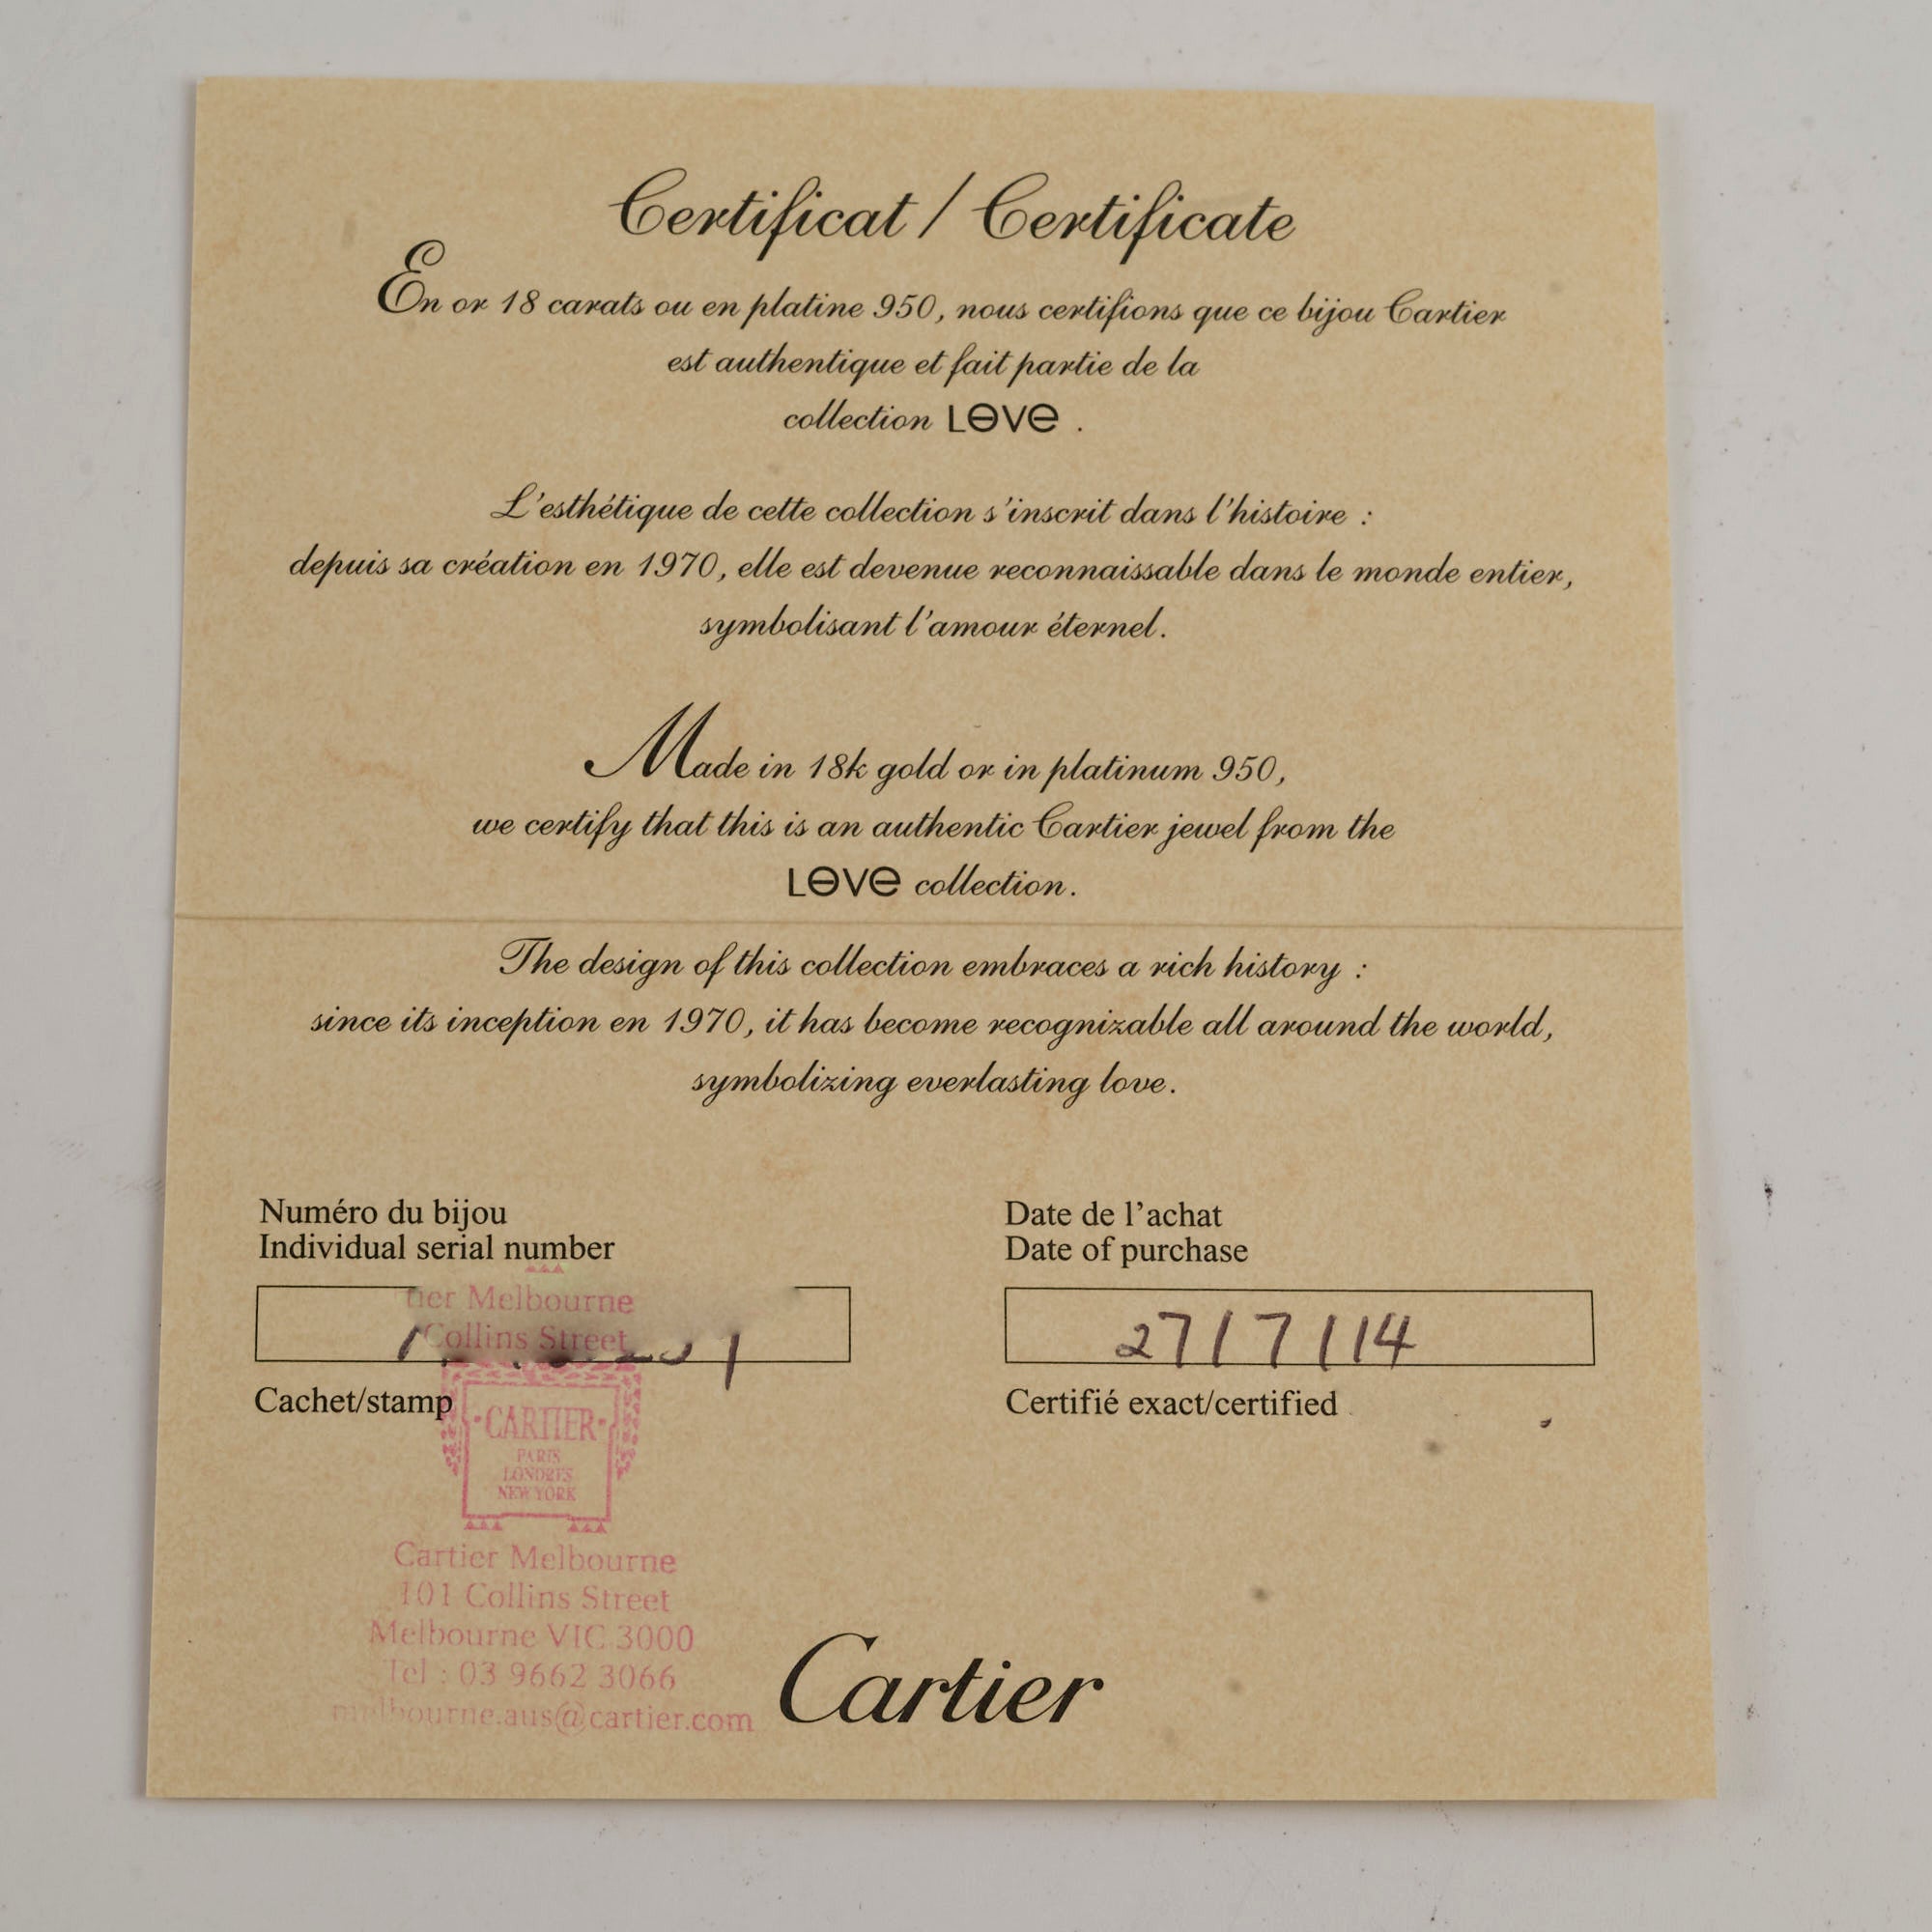 Certificat / Certificate
En or 18 carats ou en platine 950, nous certifions que ce bijou Cartier
est authentique et fait partie de la
collection LOVE .
L'esthétique de cette collection s'inscrit dans l'histoire :
depuis sa création en 1970, elle est devenue reconnaissable dans le monde entier,
symbolisant l'amour éternel.
Made in 18k gold or in platinum 950,
we certify that this is an authentic Cartier jewel from the
LOVE collection.
The design of this collection embraces a rich history :
since its inception en 1970, it has become recognizable all around the world,
symbolizing everlasting love.
Numéro du bijou
Individual serial number
Melbourne
Collins Street
Date de l'achat
Date of purchase
27/7/14
Cachet/stamp
Certifié exact/certified
CARTIER
PARIS
LONDRES
NEW YORK
Cartier Melbourne
101 Collins Street
Melbourne VIC 3000
Tel : 03 9662 3066
melbourne.aus@cartier.com
Cartier